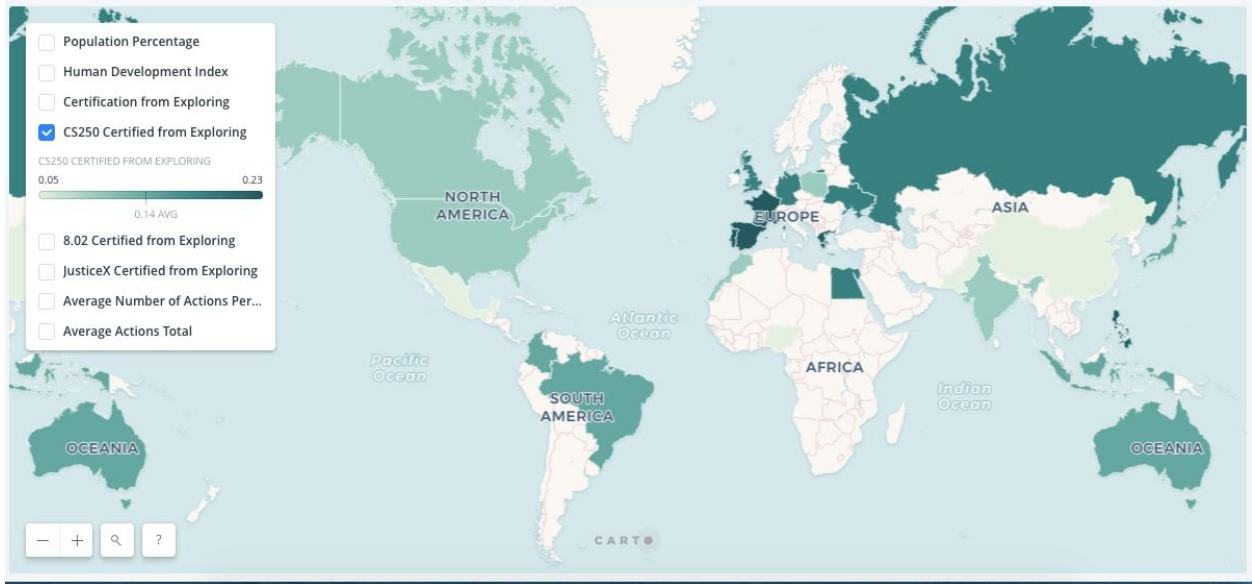 Population Percentage
Human Development Index
Certification from Exploring
CS250 Certified from Exploring
CS250 CERTIFIED FROM EXPLORING
0.05 0.23
0.14 AVG
8.02 Certified from Exploring
JusticeX Certified from Exploring
Average Number of Actions Per...
Average Actions Total
NORTH
AMERICA
EUROPE
ASIA
Atlantic
Ocean
Pacific
Ocean
AFRICA
Indian
Ocean
SOUTH
AMERICA
OCEANIA
OCEANIA
− + ?
CARTO